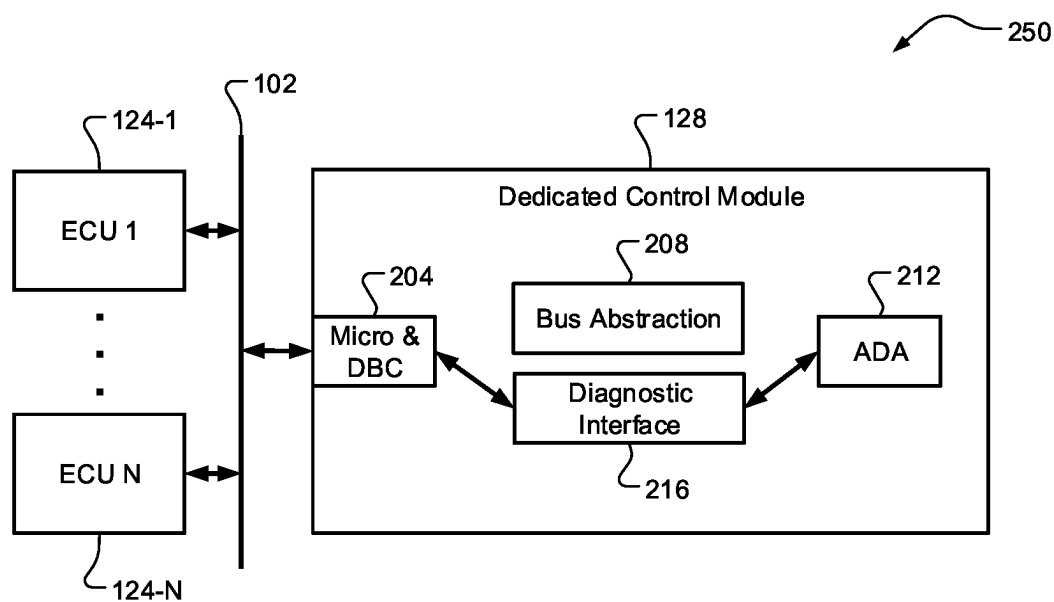 250
102
124-1
128
ECU 1
Dedicated Control Module
208
204
212
Bus Abstraction
Micro &
DBC
ADA
Diagnostic
Interface
ECU N
216
124-N